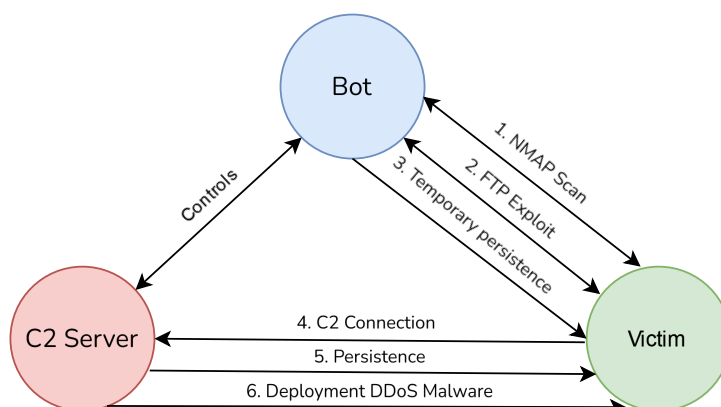 Bot
1. NMAP Scan
2. FTP Exploit
3. Temporary persistence
Controls
C2 Server
Victim
4. C2 Connection
5. Persistence
6. Deployment DDoS Malware